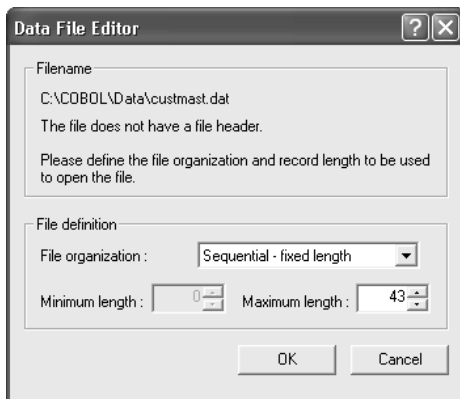 Data File Editor
Filename
C:\COBOL\Data\custmast.dat
The file does not have a file header.
Please define the file organization and record length to be used
to open the file.
File definition
File organization : Sequential - fixed length
Minimum length : 0 Maximum length : 43
OK Cancel